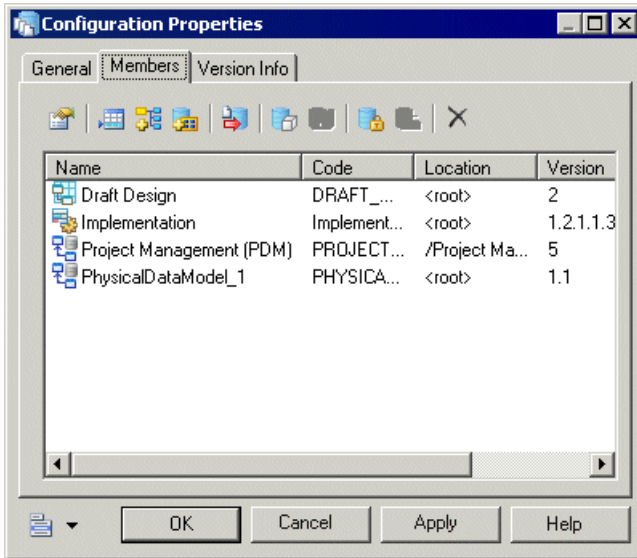 Configuration Properties
General Members Version Info
Name Code Location Version
Draft Design DRAFT_... <root> 2
Implementation Implement... <root> 1.2.1.1.3
Project Management (PDM) PROJECT... /Project Ma... 5
PhysicalDataModel_1 PHYSICA... <root> 1.1
OK Cancel Apply Help